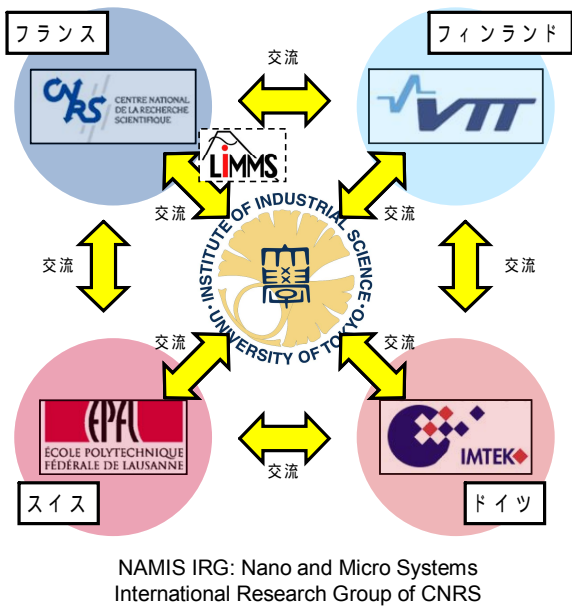 フランス
フィンランド
交流
CNRS
CENTRE NATIONAL
DE LA RECHERCHE
SCIENTIFIQUE
VTT
LiMMS
交流
交流
INSTITUTE OF INDUSTRIAL SCIENCE
UNIVERSITY OF TOKYO
交流
交流
交流
交流
EPFL
ÉCOLE POLYTECHNIQUE
FÉDÉRALE DE LAUSANNE
IMTEK
交流
スイス
ドイツ
NAMIS IRG: Nano and Micro Systems
International Research Group of CNRS